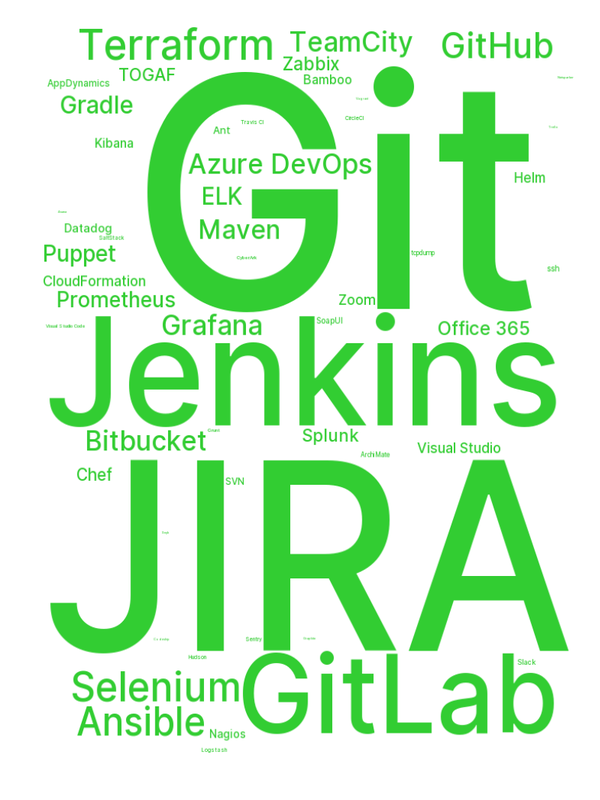 Terraform
TeamCity
GitHub
Zabbix
TOGAF
Bamboo
AppDynamics
Gradle
Git
CircleCI
Travis CI
Ant
Kibana
Azure DevOps
Helm
ELK
Datadog
Maven
SaltStack
Puppet
tcpdump
CyberArk
ssh
CloudFormation
Prometheus
Zoom
Grafana
SoapUI
Office 365
Visual Studio Code
Jenkins
Bitbucket
Splunk
Visual Studio
ArchiMate
Chef
SVN
JIRA
Sentry
Hudson
GitLab
Slack
Selenium
Ansible
Nagios
Logstash